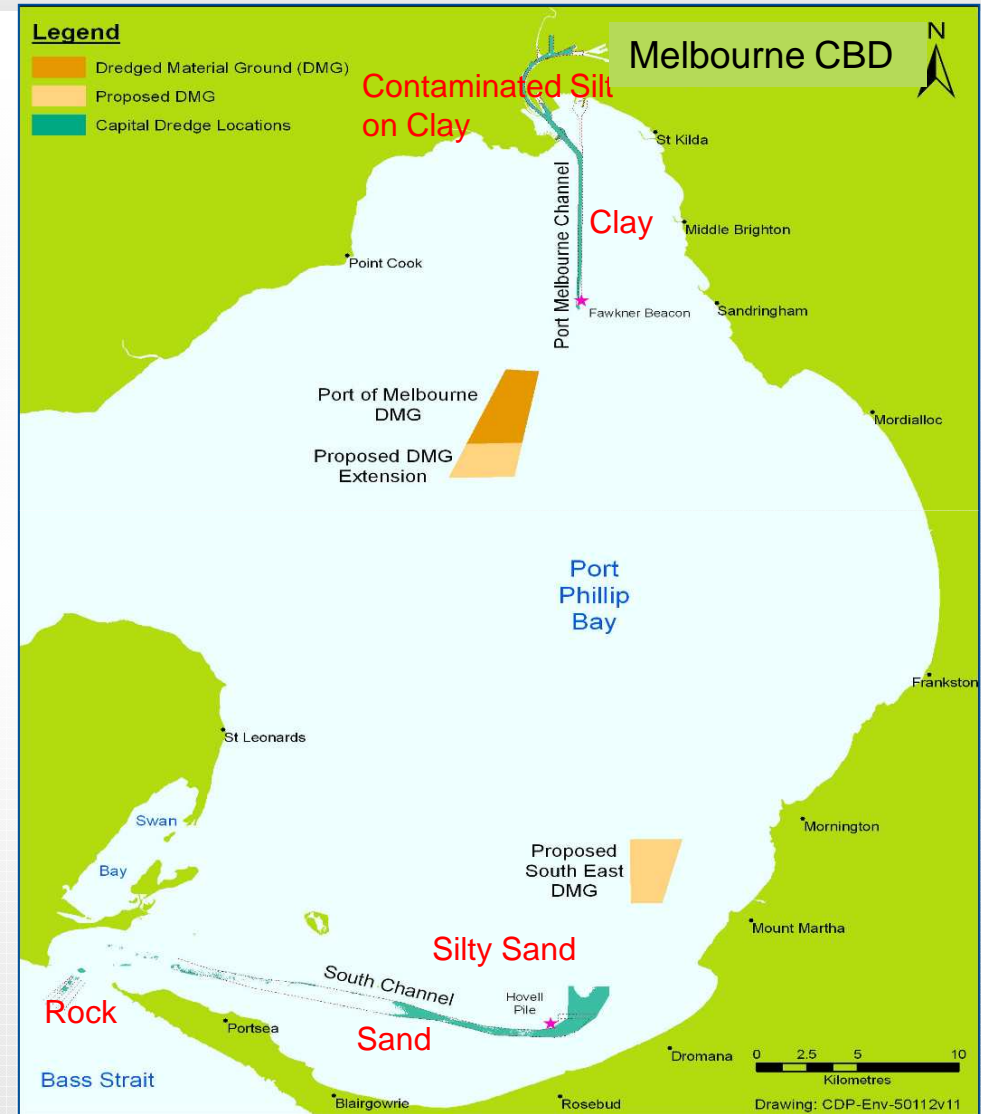 Legend
Dredged Material Ground (DMG)
Proposed DMG
Capital Dredge Locations
Melbourne CBD
N
Contaminated Silt
on Clay
St Kilda
Port Melbourne Channel
Clay
Middle Brighton
Point Cook
Fawkner Beacon
Sandringham
Port of Melbourne
DMG
Mordialloc
Proposed DMG
Extension
Port
Phillip
Bay
Frankston
St Leonards
Swan
Bay
Mornington
Proposed
South East
DMG
Mount Martha
Silty Sand
South Channel
Hovell
Pile
Rock
Portsea
Sand
Dromana
0 2.5 5 10
Kilometres
Bass Strait
Blairgowrie
Rosebud
Drawing: CDP-Env-50112v11